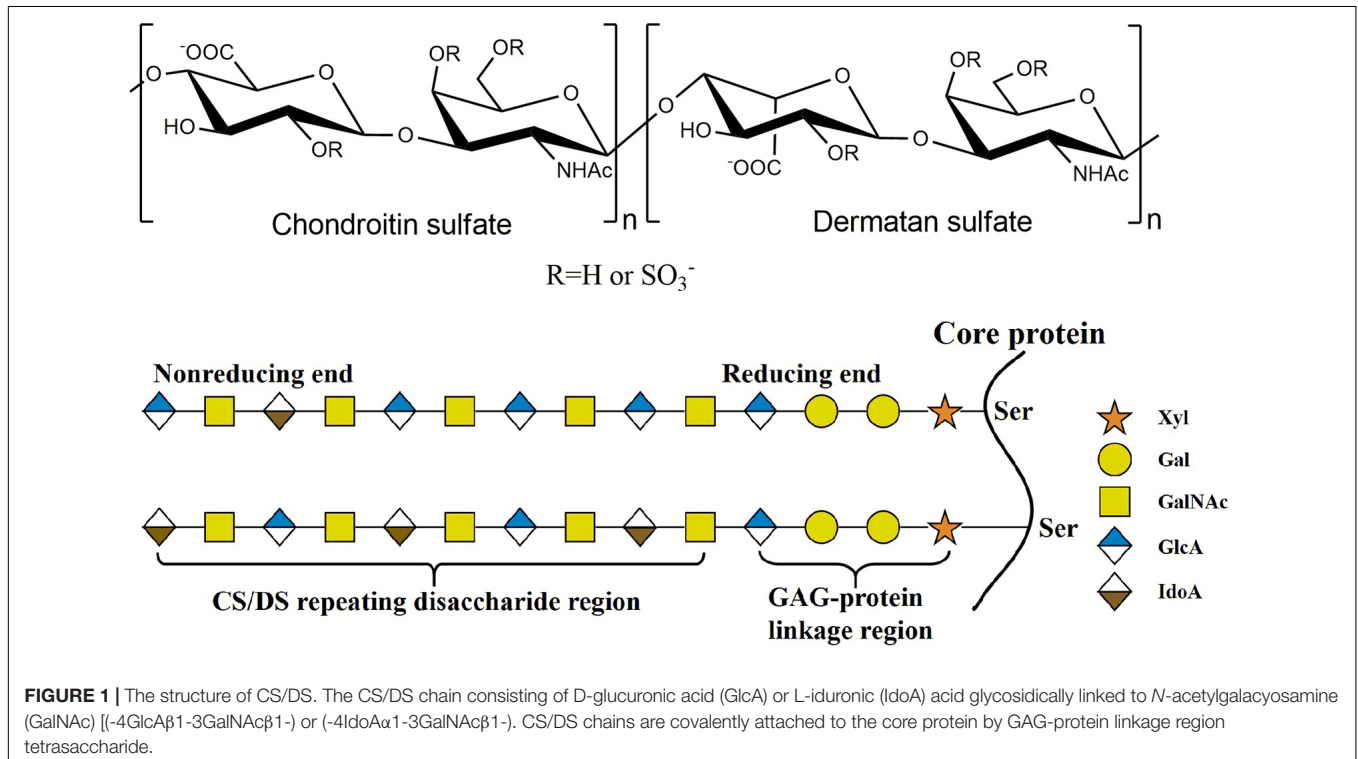 -OOC
OR
OR
O
O
O
HO
O
OR
NHAc
n
Chondroitin sulfate
O
O
HO
OR
-OOC
OR
OR
O
O
NHAc
n
Dermatan sulfate
R=H or SO3-
Core protein
Nonreducing end
Reducing end
Ser
Ser
CS/DS repeating disaccharide region
GAG-protein
linkage region
Xyl
Gal
GalNAc
GlcA
IdoA
FIGURE 1 | The structure of CS/DS. The CS/DS chain consisting of D-glucuronic acid (GlcA) or L-iduronic (IdoA) acid glycosidically linked to N-acetylgalacyosamine
(GalNAc) [(-4GlcAβ1-3GalNAcβ1-) or (-4IdoAα1-3GalNAcβ1-). CS/DS chains are covalently attached to the core protein by GAG-protein linkage region
tetrasaccharide.